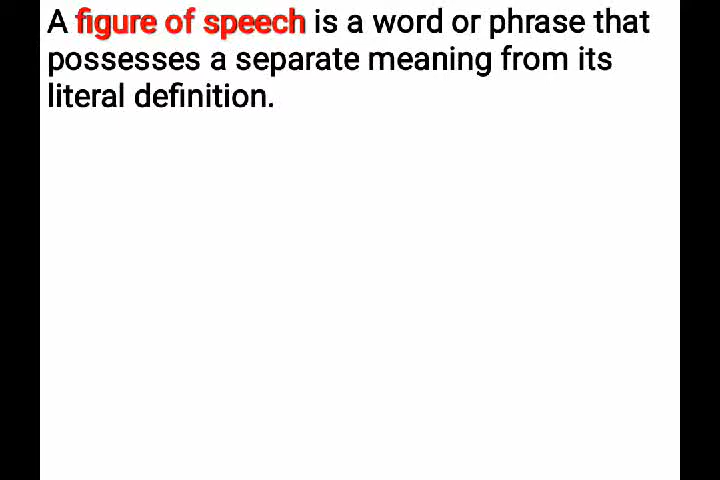 A figure of speech is a word or phrase that
possesses a separate meaning from its
literal definition.